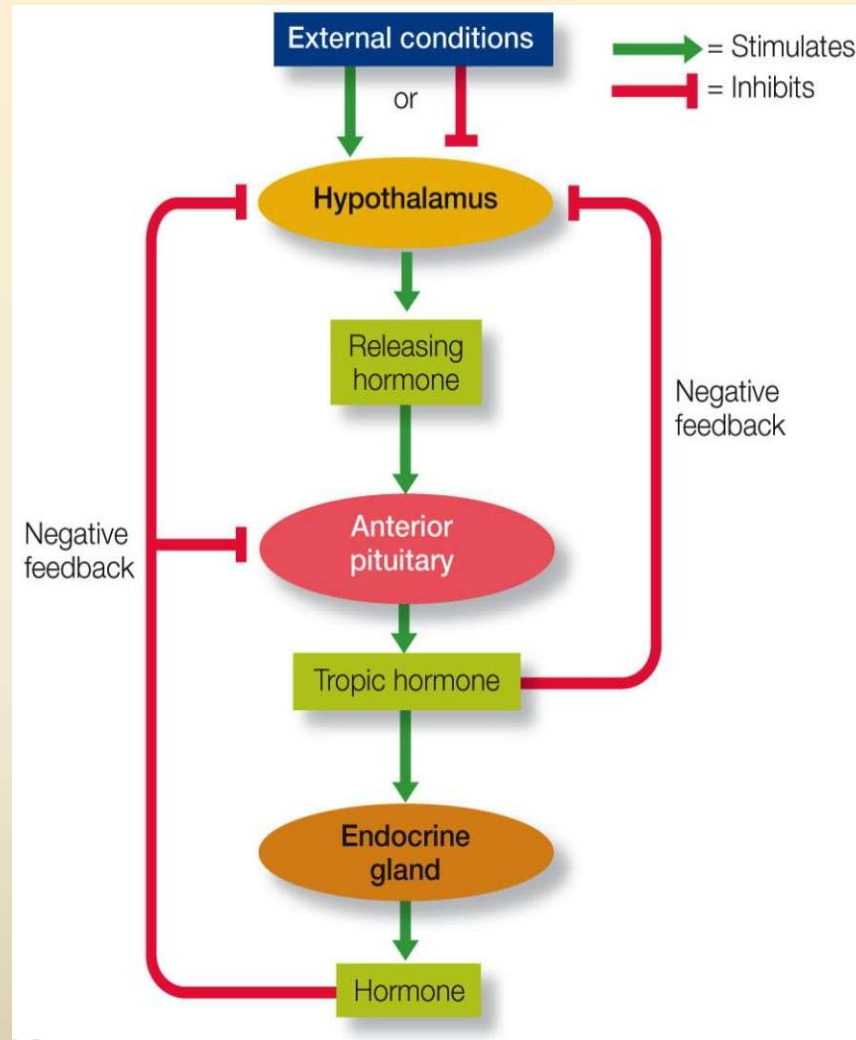 External conditions
= Stimulates
or
= Inhibits
Hypothalamus
Releasing
hormone
Negative
feedback
Anterior
pituitary
Negative
feedback
Tropic hormone
Endocrine
gland
Hormone